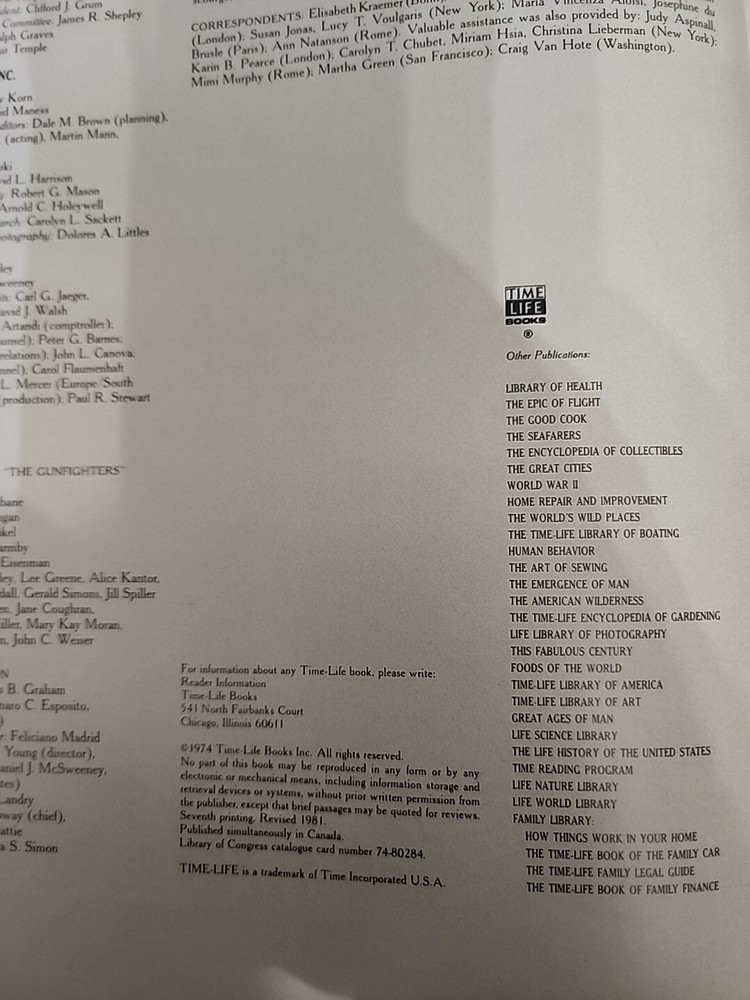 Clifford J. Grum
Committee: James R. Shepley
Ralph Graves
Temple
INC.
Korn
Maness
Dale M. Brown (planning),
(acting), Martin Mann,
L. Harrison
Robert G. Mason
Arnold C. Holeywell
Carolyn L. Sackett
Dolores A. Littles
Carl G. Jaeger,
David J. Walsh
Artandi (comptroller);
Peter G. Barnes;
John L. Canova;
Carol Flaumenhaft
L. Mercer (Europe/South
production); Paul R. Stewart
"THE GUNFIGHTERS"
Eisenman
Lee Greene, Alice Kantor,
Gerald Simons, Jill Spiller
Jane Coughran,
Mary Kay Moran,
John C. Weiser
B. Graham
C. Esposito,
Feliciano Madrid
Young (director),
J. McSweeney,
Landry
(chief),
S. Simon
CORRESPONDENTS: Elisabeth Kraemer
(London); Susan Jonas, Lucy T. Voulgaris (New York); Maria Vincenza Aloisi, Josephine du
Brusle (Paris); Ann Natanson (Rome). Valuable assistance was also provided by: Judy Aspinall,
Karin B. Pearce (London); Carolyn T. Chubet, Miriam Hsia, Christina Lieberman (New York);
Mimi Murphy (Rome); Martha Green (San Francisco); Craig Van Hote (Washington).
For information about any Time-Life book, please write:
Reader Information
Time-Life Books
541 North Fairbanks Court
Chicago, Illinois 60611
©1974 Time-Life Books Inc. All rights reserved.
No part of this book may be reproduced in any form or by any
electronic or mechanical means, including information storage and
retrieval devices or systems, without prior written permission from
the publisher, except that brief passages may be quoted for reviews.
Seventh printing. Revised 1981.
Published simultaneously in Canada.
Library of Congress catalogue card number 74-80284.
TIME-LIFE is a trademark of Time Incorporated U.S.A.
TIME
LIFE
BOOKS
®
Other Publications:
LIBRARY OF HEALTH
THE EPIC OF FLIGHT
THE GOOD COOK
THE SEAFARERS
THE ENCYCLOPEDIA OF COLLECTIBLES
THE GREAT CITIES
WORLD WAR II
HOME REPAIR AND IMPROVEMENT
THE WORLD'S WILD PLACES
THE TIME-LIFE LIBRARY OF BOATING
HUMAN BEHAVIOR
THE ART OF SEWING
THE EMERGENCE OF MAN
THE AMERICAN WILDERNESS
THE TIME-LIFE ENCYCLOPEDIA OF GARDENING
LIFE LIBRARY OF PHOTOGRAPHY
THIS FABULOUS CENTURY
FOODS OF THE WORLD
TIME-LIFE LIBRARY OF AMERICA
TIME-LIFE LIBRARY OF ART
GREAT AGES OF MAN
LIFE SCIENCE LIBRARY
THE LIFE HISTORY OF THE UNITED STATES
TIME READING PROGRAM
LIFE NATURE LIBRARY
LIFE WORLD LIBRARY
FAMILY LIBRARY:
HOW THINGS WORK IN YOUR HOME
THE TIME-LIFE BOOK OF THE FAMILY CAR
THE TIME-LIFE FAMILY LEGAL GUIDE
THE TIME-LIFE BOOK OF FAMILY FINANCE